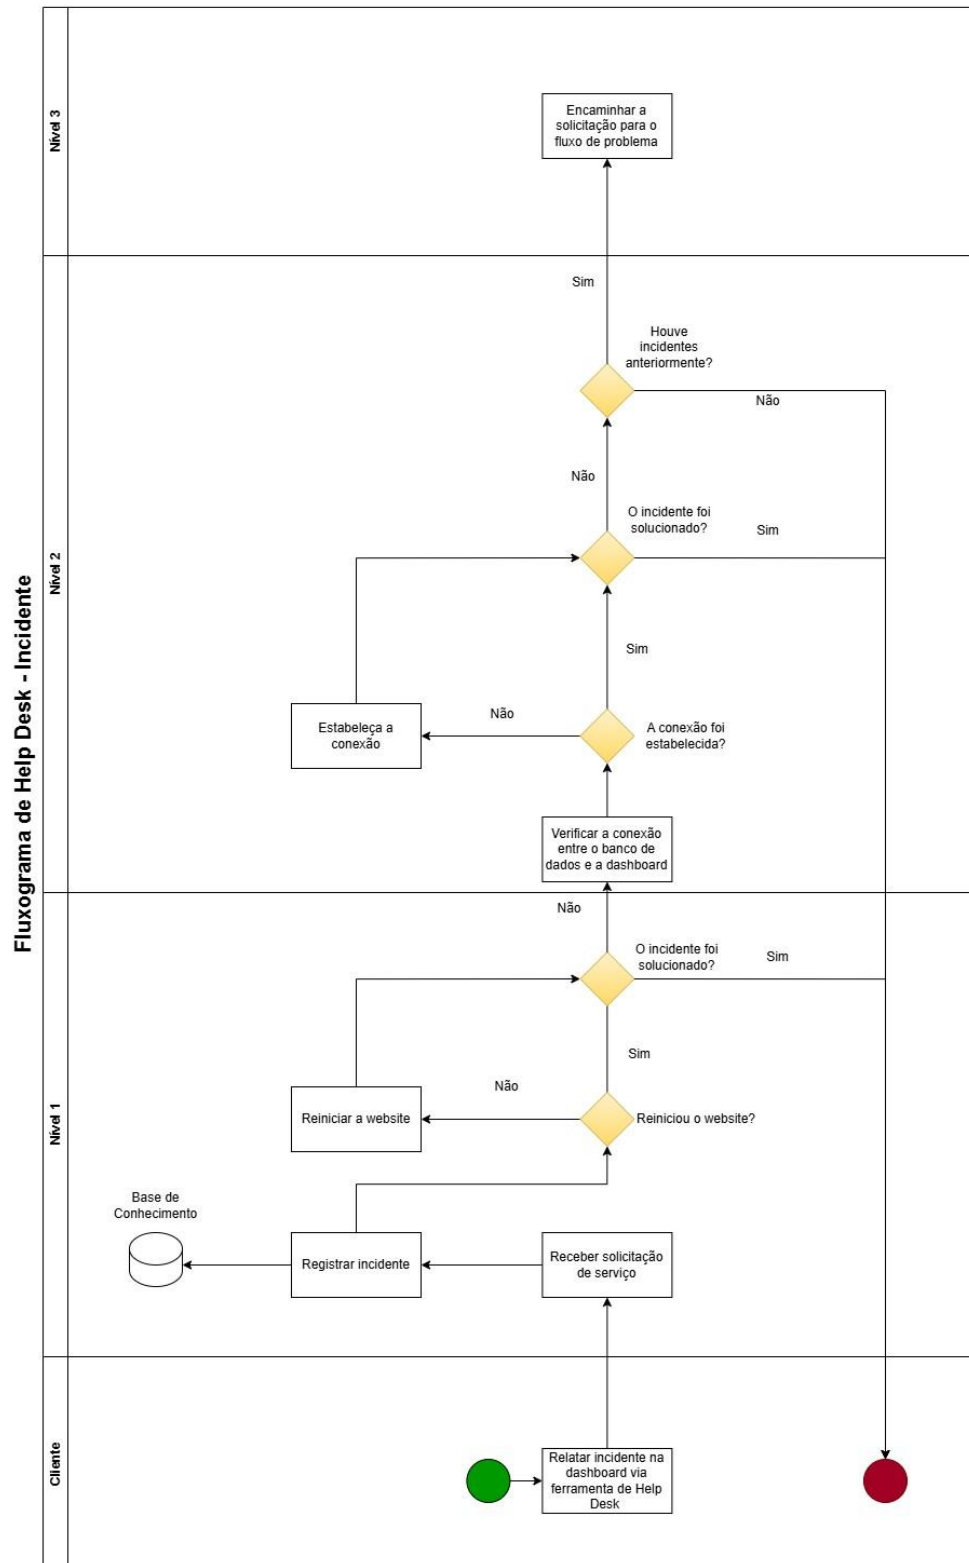 Fluxograma de Help Desk - Incidente
Nível 3
Encaminhar a
solicitação para o
fluxo de problema
Sim
Houve
incidentes
anteriormente?
Não
Nível 2
Não
O incidente foi
solucionado?
Sim
Sim
Estabeleça a
conexão
Não
A conexão foi
estabelecida?
Verificar a conexão
entre o banco de
dados e a dashboard
Nível 1
Não
O incidente foi
solucionado?
Sim
Sim
Reiniciar a website
Não
Reiniciou o website?
Base de
Conhecimento
Registrar incidente
Receber solicitação
de serviço
Cliente
Relatar incidente na
dashboard via
ferramenta de Help
Desk